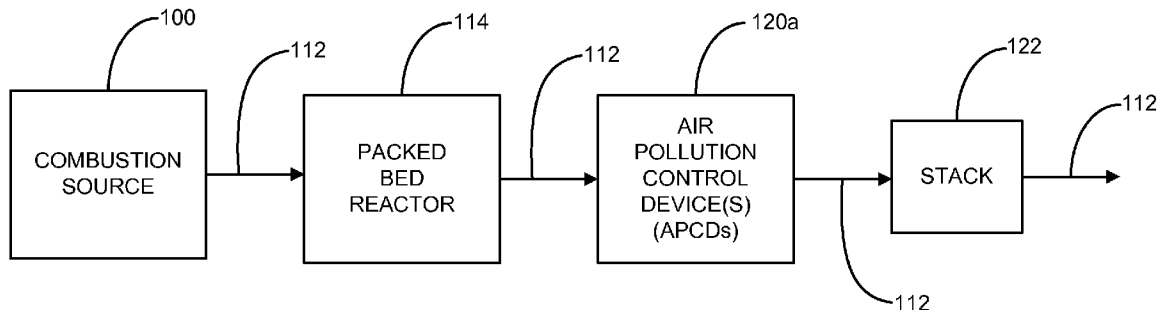 100
112
114
112
120a
122
112
COMBUSTION
SOURCE
PACKED
BED
REACTOR
AIR
POLLUTION
CONTROL
DEVICE(S)
(APCDs)
STACK
112